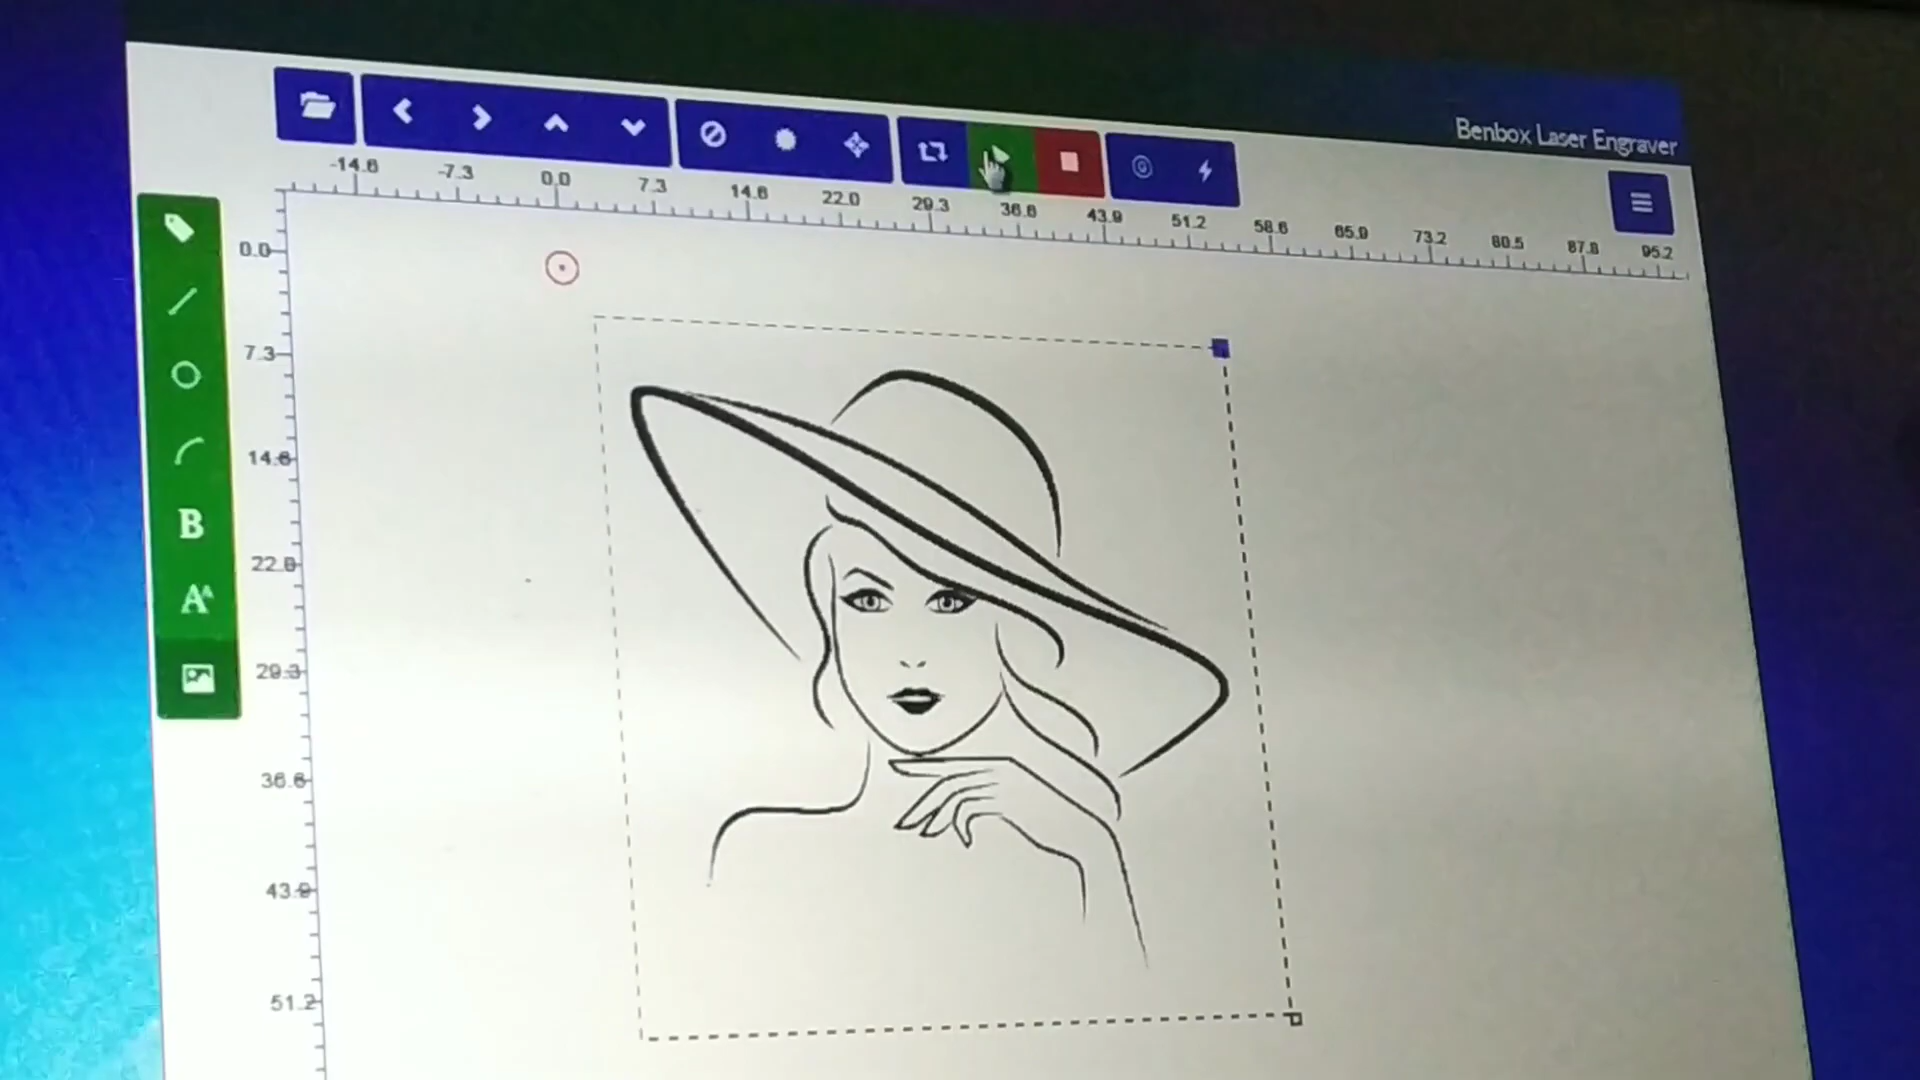 Benbox Laser Engraver
-14.6 -7.3 0.0 7.3 14.6 22.0 29.3 36.6 43.9 51.2 58.6 65.9 73.2 80.5 87.8 95.2
0.0
7.3
14.6
22.0
29.3
36.6
43.9
51.2
B
AA